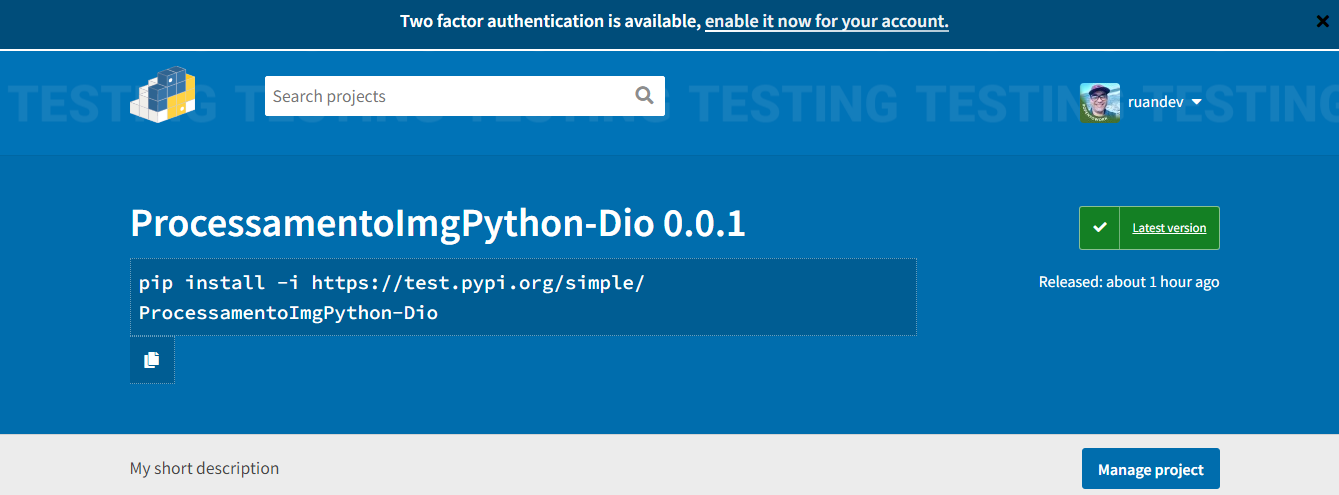 Two factor authentication is available, enable it now for your account.
TESTING TESTING TESTING TESTING TESTING TESTING
Search projects
ruandev
ProcessamentoImgPython-Dio 0.0.1
Latest version
pip install -i https://test.pypi.org/simple/
ProcessamentoImgPython-Dio
Released: about 1 hour ago
My short description
Manage project